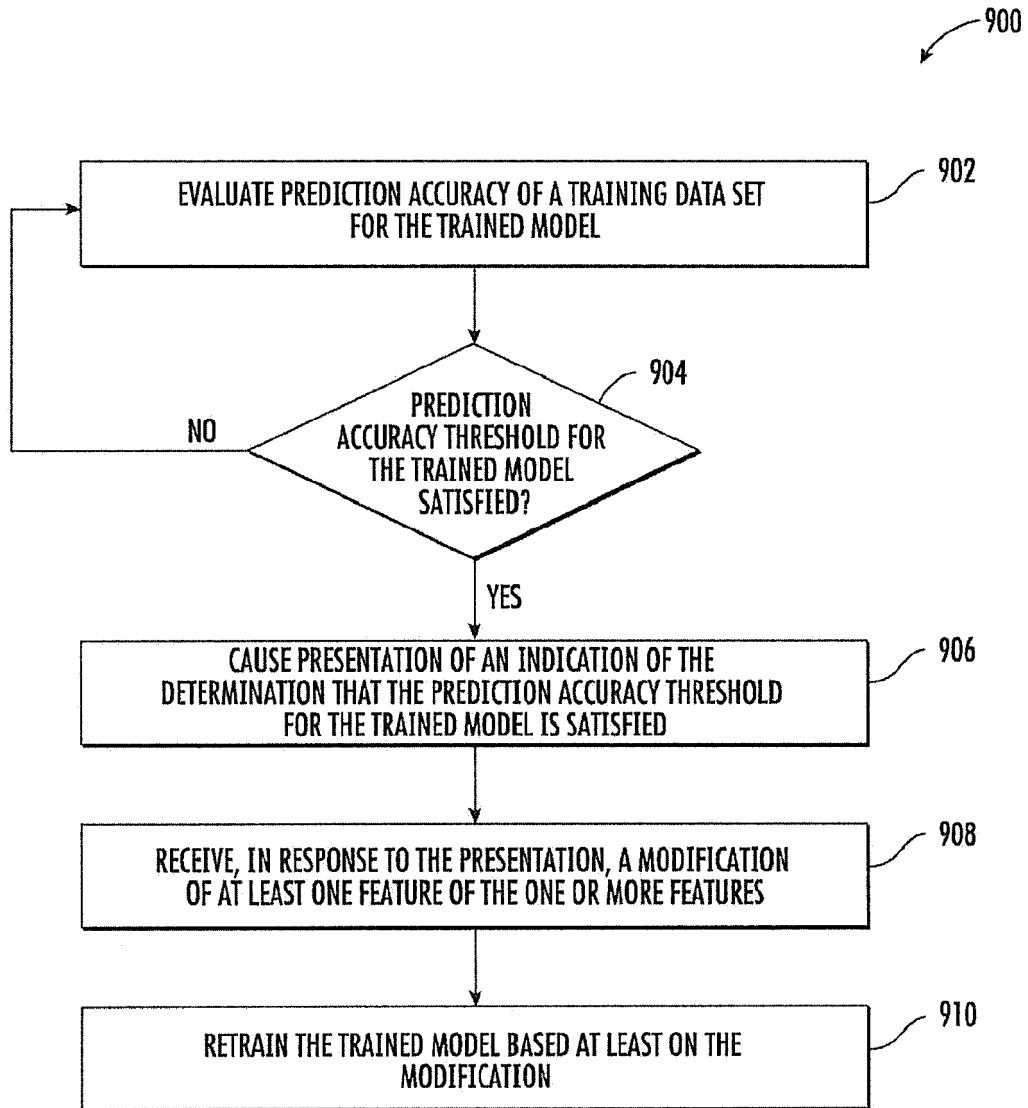 900
902
EVALUATE PREDICTION ACCURACY OF A TRAINING DATA SET
FOR THE TRAINED MODEL
904
PREDICTION
ACCURACY THRESHOLD FOR
THE TRAINED MODEL
SATISFIED?
NO
YES
906
CAUSE PRESENTATION OF AN INDICATION OF THE
DETERMINATION THAT THE PREDICTION ACCURACY THRESHOLD
FOR THE TRAINED MODEL IS SATISFIED
908
RECEIVE, IN RESPONSE TO THE PRESENTATION, A MODIFICATION
OF AT LEAST ONE FEATURE OF THE ONE OR MORE FEATURES
910
RETRAIN THE TRAINED MODEL BASED AT LEAST ON THE
MODIFICATION